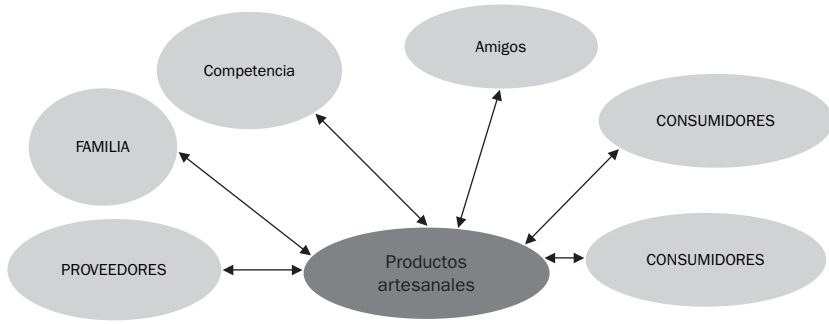 Amigos
Competencia
CONSUMIDORES
FAMILIA
PROVEEDORES
Productos
artesanales
CONSUMIDORES